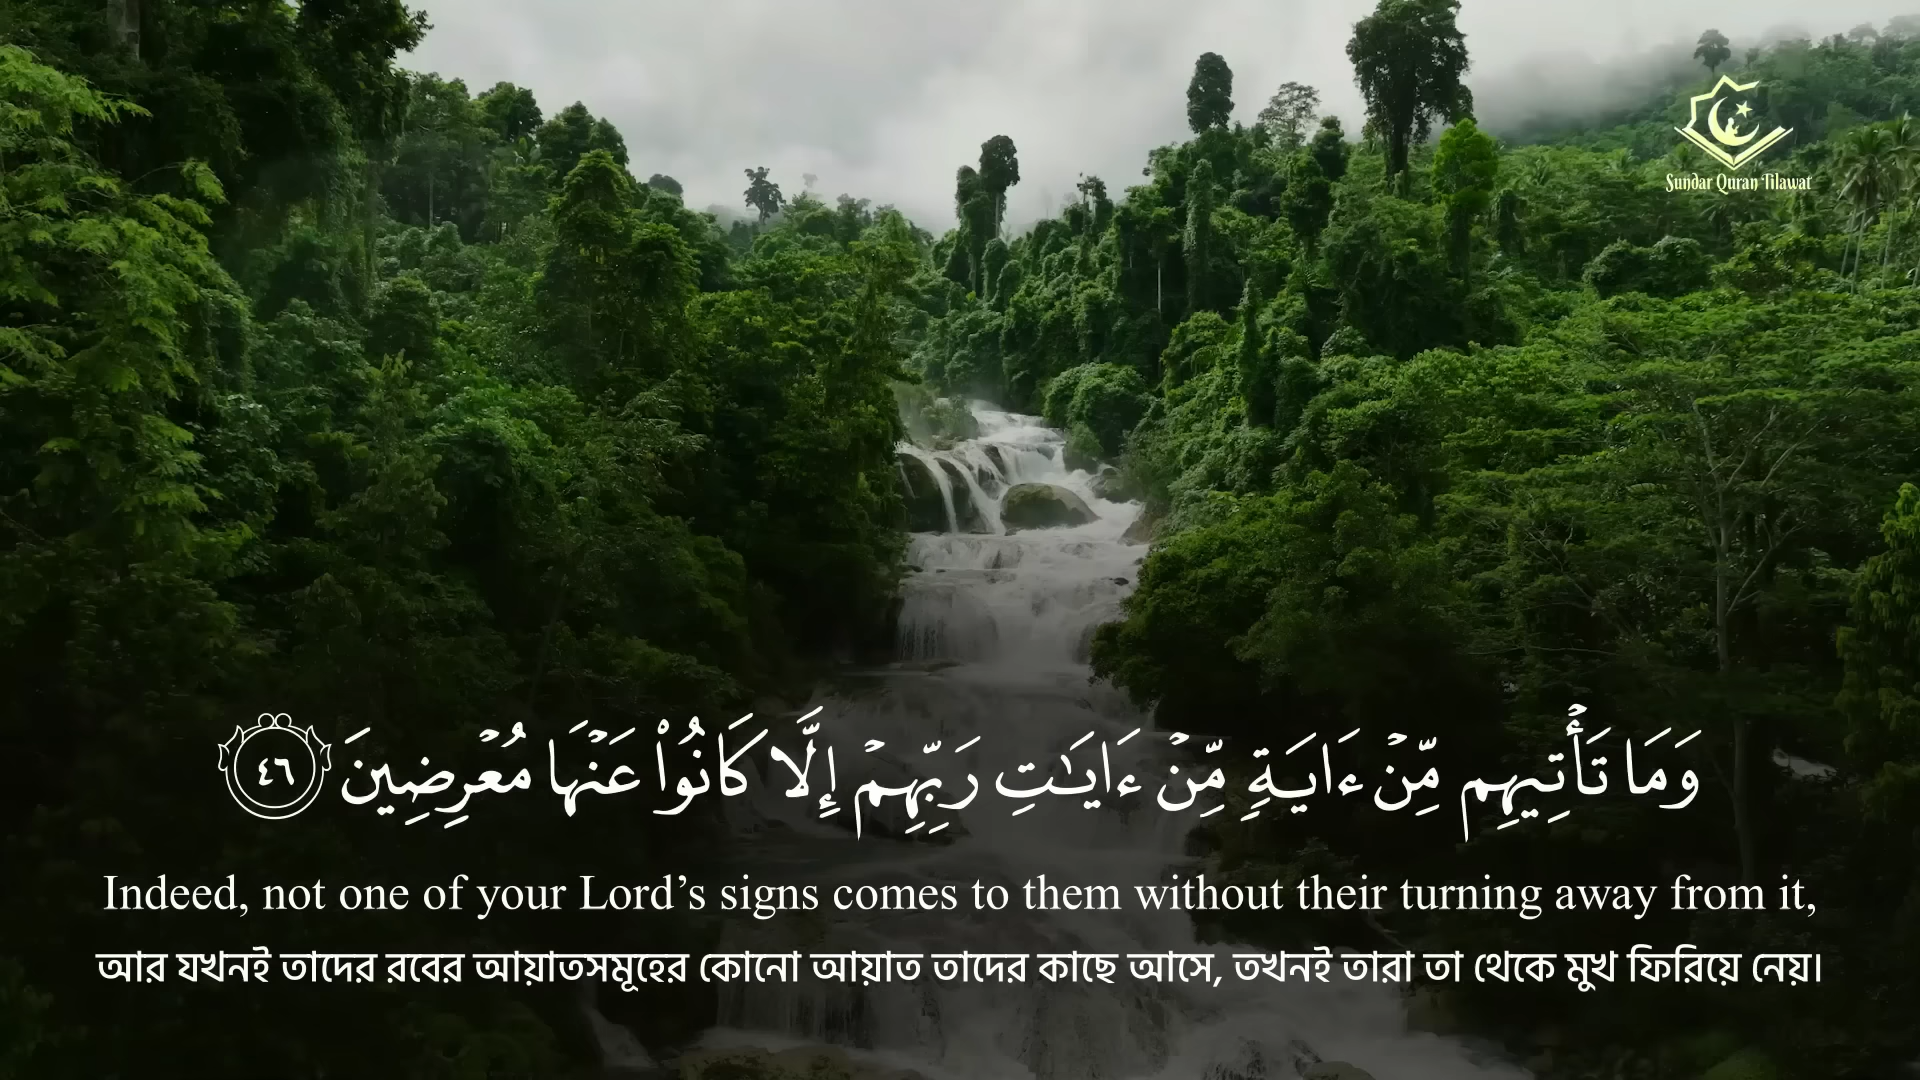 Sundar Quran Tilawat
وَمَا تَأْتِيهِم مِّنْ ءَايَةٍ مِّنْ ءَايَـٰتِ رَبِّهِمْ إِلَّا كَانُوا۟ عَنْهَا مُعْرِضِينَ ٤٦
Indeed, not one of your Lord’s signs comes to them without their turning away from it,
আর যখনই তাদের রবের আয়াতসমূহের কোনো আয়াত তাদের কাছে আসে, তখনই তারা তা থেকে মুখ ফিরিয়ে নেয়।